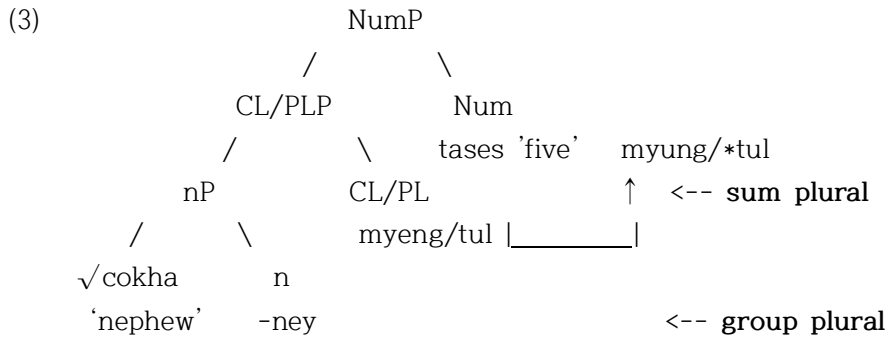 (3)
NumP
/ \
CL/PLP Num
/ \ tases 'five' myung/*tul
nP CL/PL ↑ <-- sum plural
/ \ myeng/tul |________|
√cokha n
'nephew' -ney <-- group plural